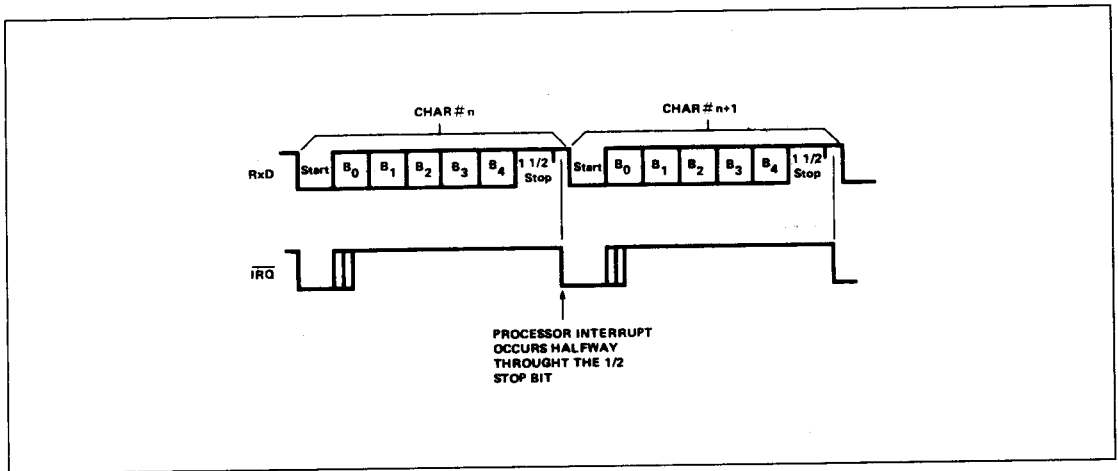 CHAR # n
CHAR # n+1
RxD
Start B0 B1 B2 B3 B4 1 1/2 Stop Start B0 B1 B2 B3 B4 1 1/2 Stop
IRQ
PROCESSOR INTERRUPT
OCCURS HALFWAY
THROUGHT THE 1/2
STOP BIT